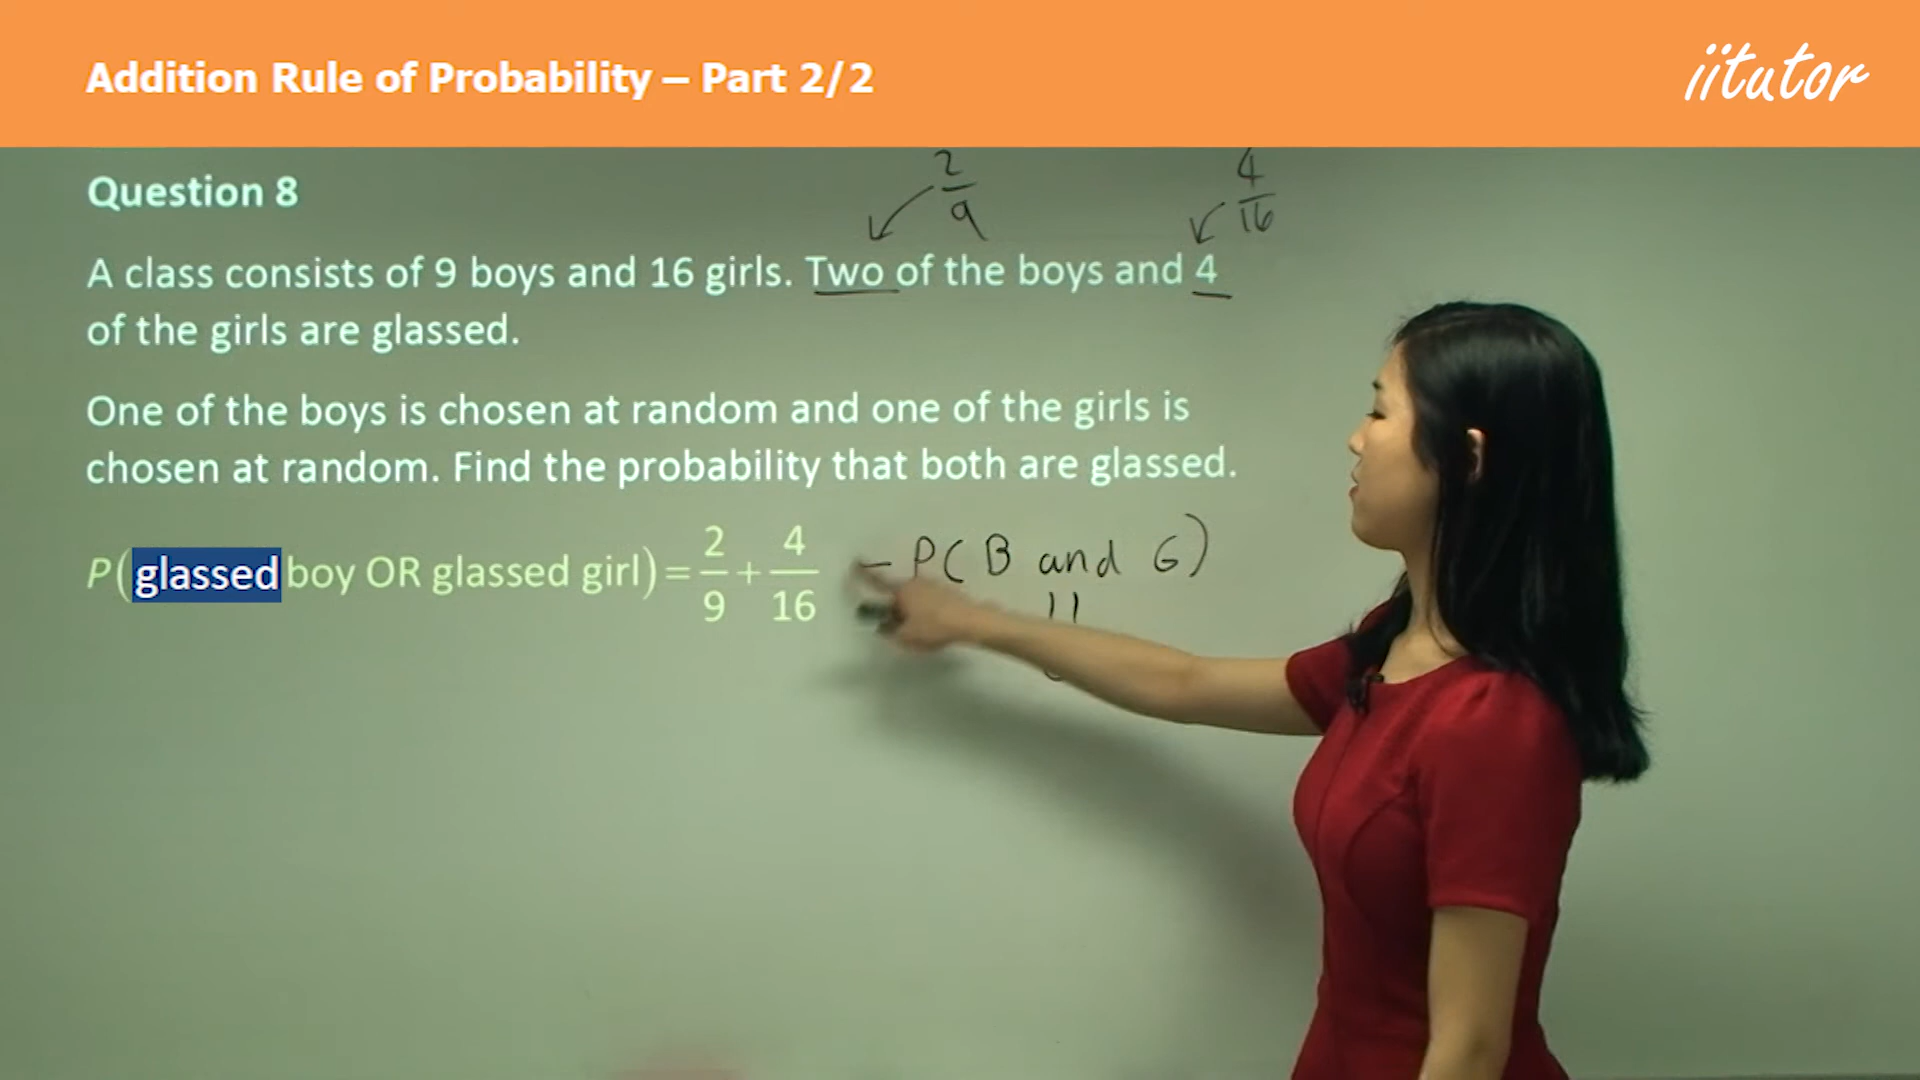 Addition Rule of Probability – Part 2/2
iitutor
Question 8
2/9
4/16
A class consists of 9 boys and 16 girls. Two of the boys and 4
of the girls are glassed.
One of the boys is chosen at random and one of the girls is
chosen at random. Find the probability that both are glassed.
P(glassed boy OR glassed girl) = 2/9 + 4/16 − P(B and G)